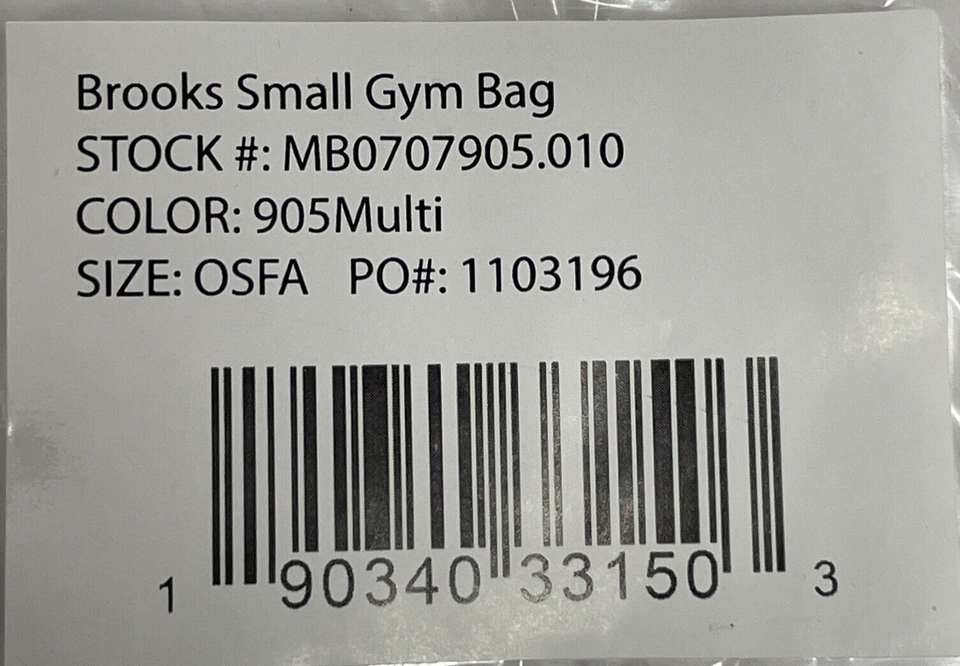 Brooks Small Gym Bag
STOCK #: MB0707905.010
COLOR: 905Multi
SIZE: OSFA PO#: 1103196
1 90340 33150 3